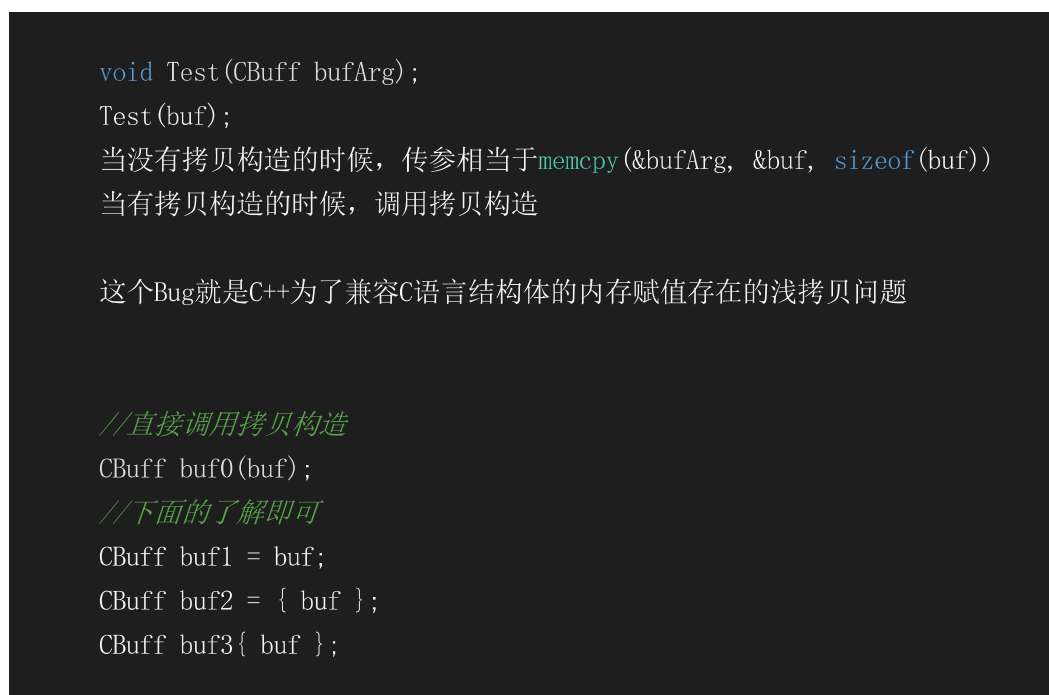 void Test(CBuff bufArg);
Test(buf);
当没有拷贝构造的时候，传参相当于memcpy(&bufArg, &buf, sizeof(buf))
当有拷贝构造的时候，调用拷贝构造
这个Bug就是C++为了兼容C语言结构体的内存赋值存在的浅拷贝问题
//直接调用拷贝构造
CBuff buf0(buf);
//下面的了解即可
CBuff buf1 = buf;
CBuff buf2 = { buf };
CBuff buf3{ buf };